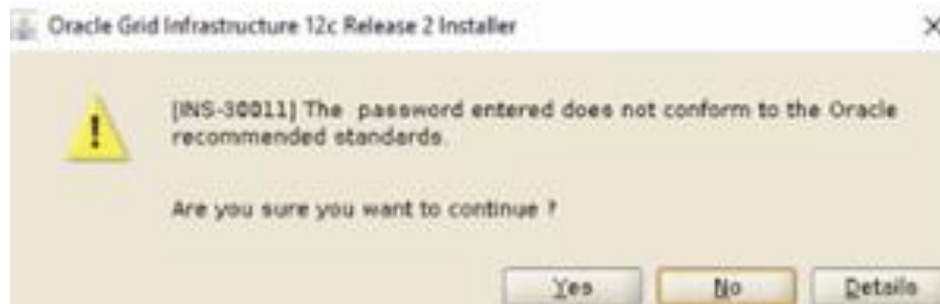 Oracle Grid Infrastructure 12c Release 2 Installer
[INS-30011] The password entered does not conform to the Oracle
recommended standards.
Are you sure you want to continue ?
Yes No Details